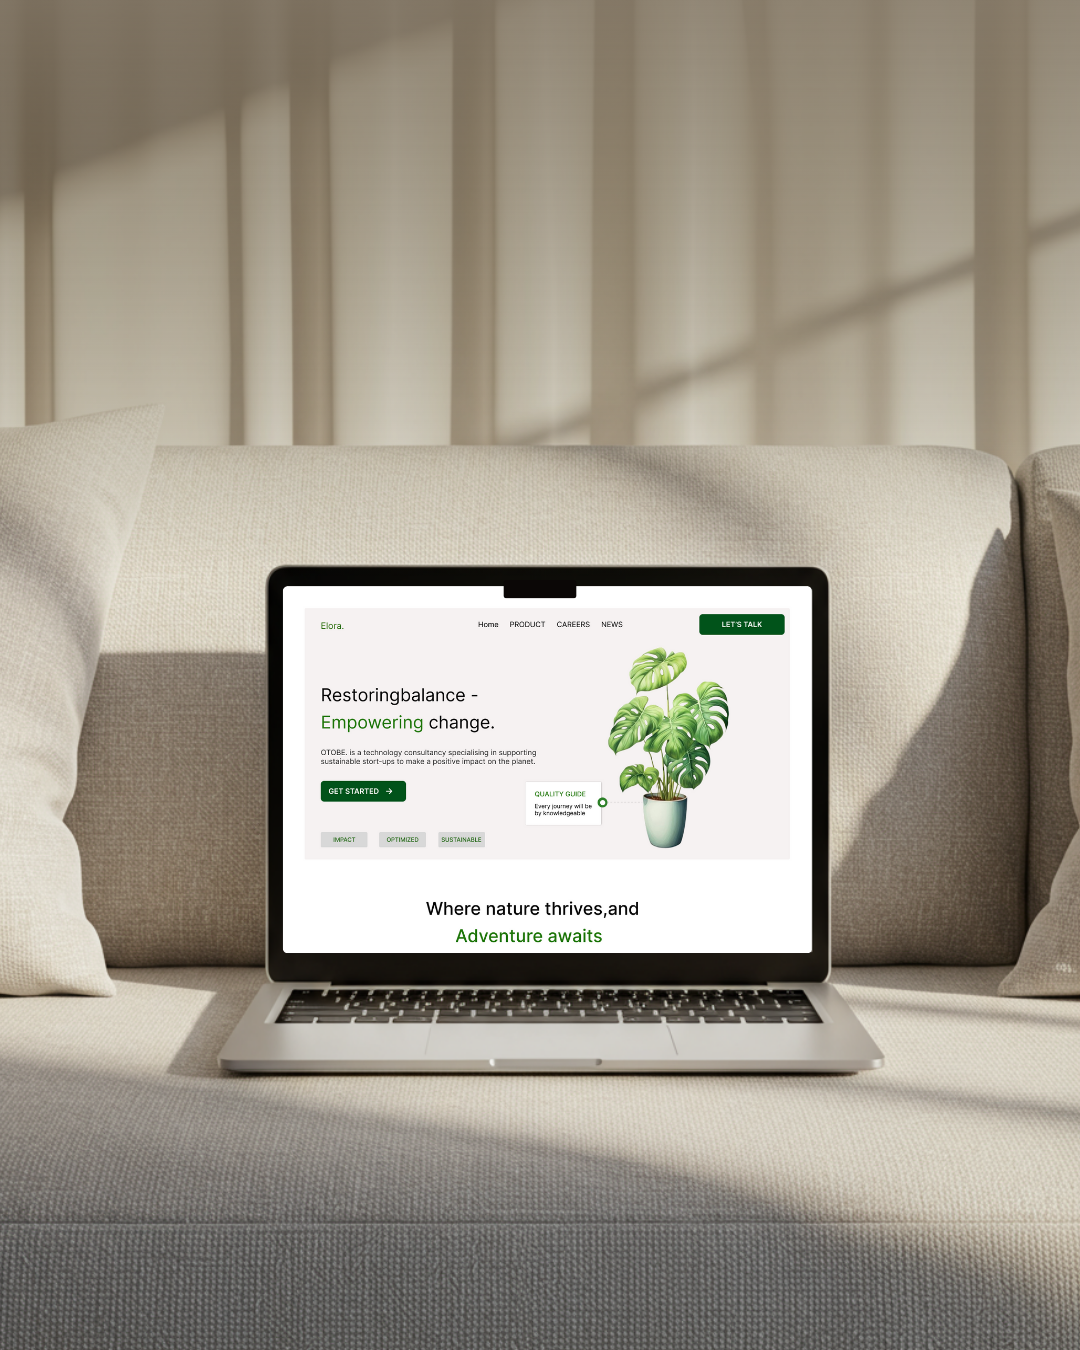 Elora.
Home PRODUCT CAREERS NEWS
LET'S TALK
Restoringbalance -
Empowering change.
OTOBE. is a technology consultancy specialising in supporting
sustainable stort-ups to make a positive impact on the planet.
GET STARTED →
QUALITY GUIDE
Every journey will be
by knowledgeable
IMPACT OPTIMIZED SUSTAINABLE
Where nature thrives,and
Adventure awaits